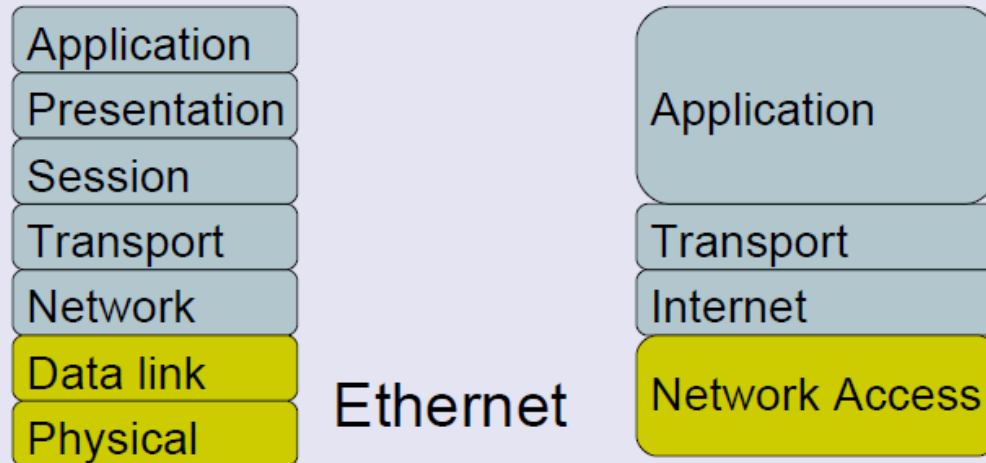 Application
Presentation
Session
Transport
Network
Data link
Physical
Ethernet
Application
Transport
Internet
Network Access